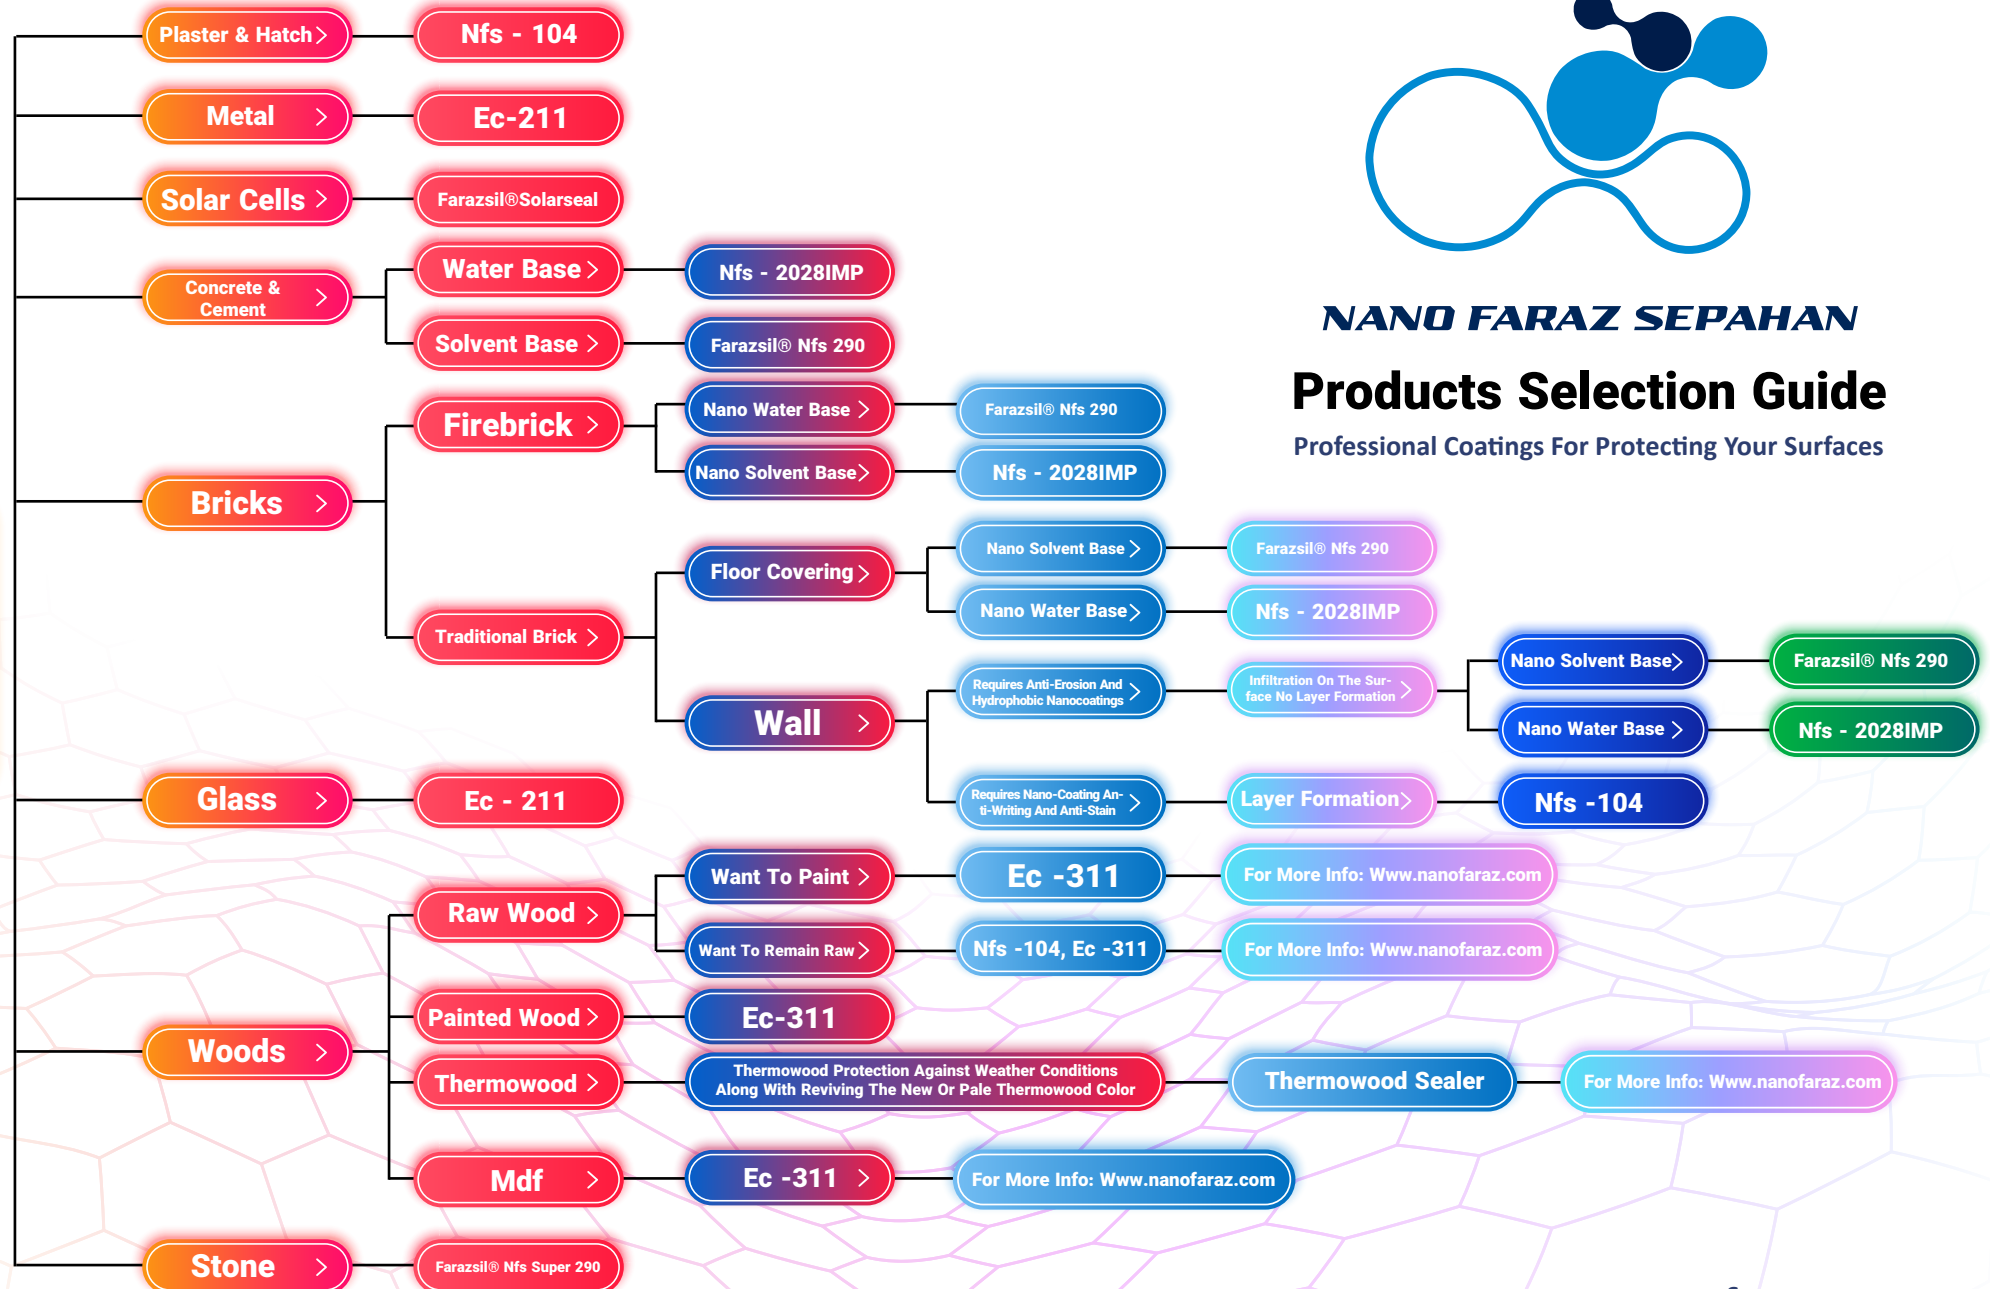 Plaster & Hatch
Nfs - 104
Metal
Ec-211
Solar Cells
Farazsil®Solarseal
Concrete &
Cement
Water Base
Nfs - 2028IMP
Solvent Base
Farazsil® Nfs 290
NANO FARAZ SEPAHAN
Products Selection Guide
Professional Coatings For Protecting Your Surfaces
Bricks
Firebrick
Nano Water Base
Farazsil® Nfs 290
Nano Solvent Base
Nfs - 2028IMP
Traditional Brick
Floor Covering
Nano Solvent Base
Farazsil® Nfs 290
Nano Water Base
Nfs - 2028IMP
Wall
Requires Anti-Erosion And
Hydrophobic Nanocoatings
Infiltration On The Sur-
face No Layer Formation
Nano Solvent Base
Farazsil® Nfs 290
Nano Water Base
Nfs - 2028IMP
Requires Nano-Coating An-
ti-Writing And Anti-Stain
Layer Formation
Nfs -104
Glass
Ec - 211
Woods
Raw Wood
Want To Paint
Ec -311
For More Info: Www.nanofaraz.com
Want To Remain Raw
Nfs -104, Ec -311
For More Info: Www.nanofaraz.com
Painted Wood
Ec-311
Thermowood
Thermowood Protection Against Weather Conditions
Along With Reviving The New Or Pale Thermowood Color
Thermowood Sealer
For More Info: Www.nanofaraz.com
Mdf
Ec -311
For More Info: Www.nanofaraz.com
Stone
Farazsil® Nfs Super 290